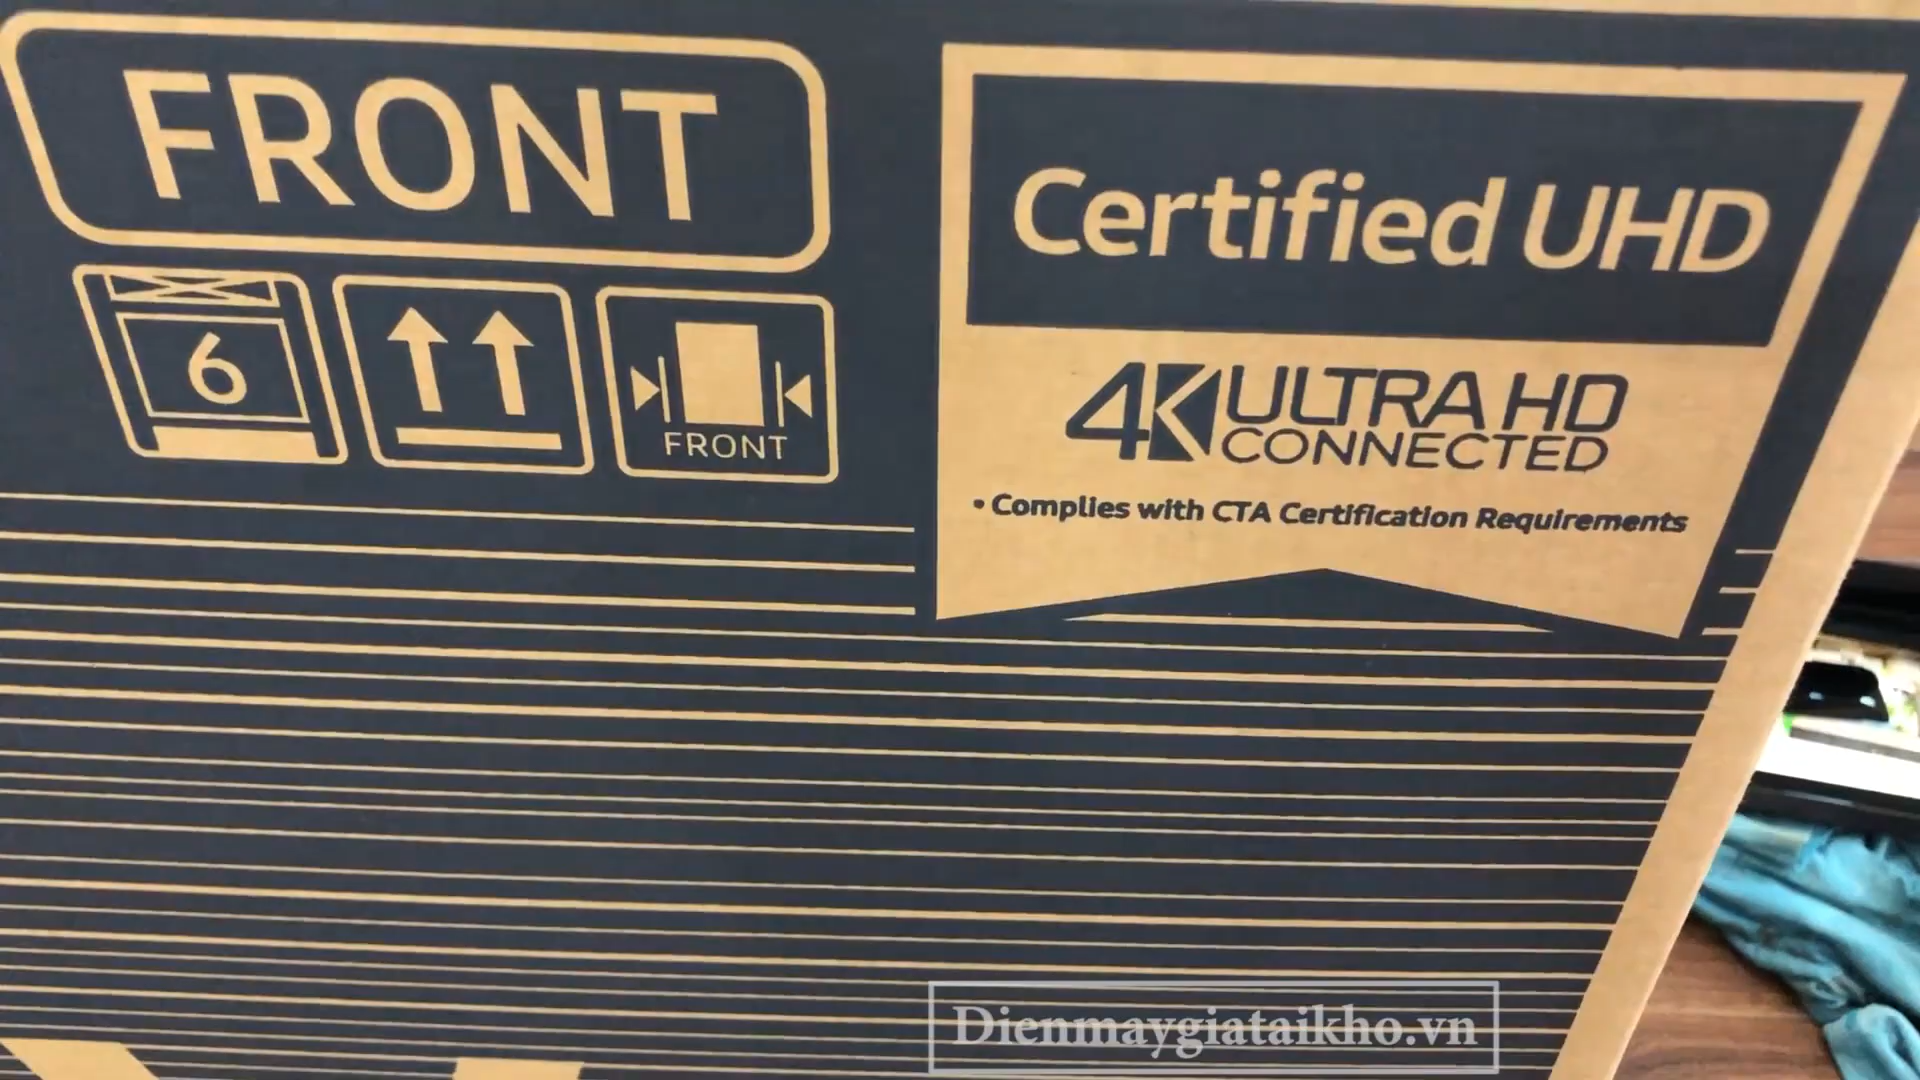 FRONT
6
FRONT
Certified UHD
4K ULTRA HD
CONNECTED
• Complies with CTA Certification Requirements
Dienmaygiataikho.vn